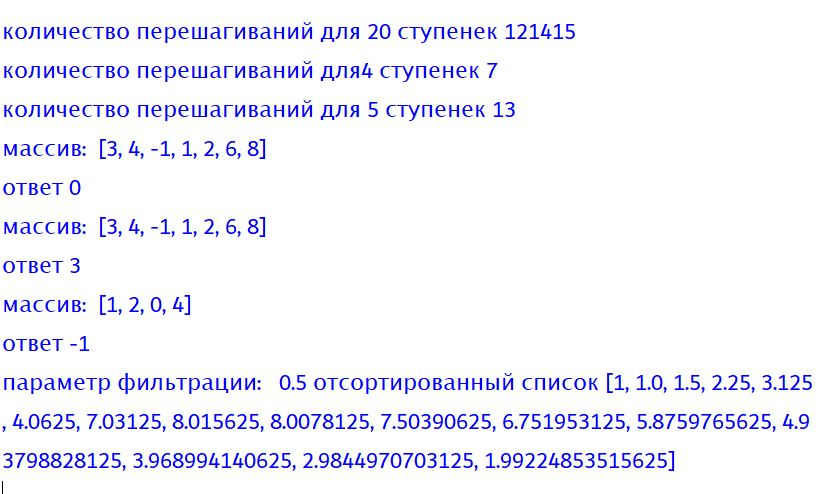 количество перешагиваний для 20 ступенек 121415
количество перешагиваний для4 ступенек 7
количество перешагиваний для 5 ступенек 13
массив:  [3, 4, -1, 1, 2, 6, 8]
ответ 0
массив:  [3, 4, -1, 1, 2, 6, 8]
ответ 3
массив:  [1, 2, 0, 4]
ответ -1
параметр фильтрации:   0.5 отсортированный список [1, 1.0, 1.5, 2.25, 3.125
, 4.0625, 7.03125, 8.015625, 8.0078125, 7.50390625, 6.751953125, 5.8759765625, 4.9
3798828125, 3.968994140625, 2.9844970703125, 1.99224853515625]